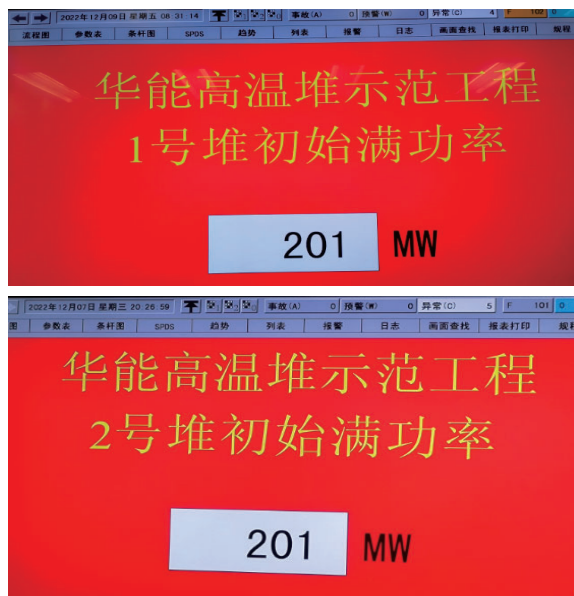 2022年12月09日 星期五 08:31:14 事故(A) 0 预警(W) 0 异常(C) 4 F 102 0
流程图 参数表 条杆图 SPDS 趋势 列表 报警 日志 画面查找 报表打印 规程
华能高温堆示范工程
1号堆初始满功率
201 MW
2022年12月07日 星期三 20:26:59 事故(A) 0 预警(W) 0 异常(C) 5 F 101 0
图 参数表 条杆图 SPDS 趋势 列表 报警 日志 画面查找 报表打印 规程
华能高温堆示范工程
2号堆初始满功率
201 MW